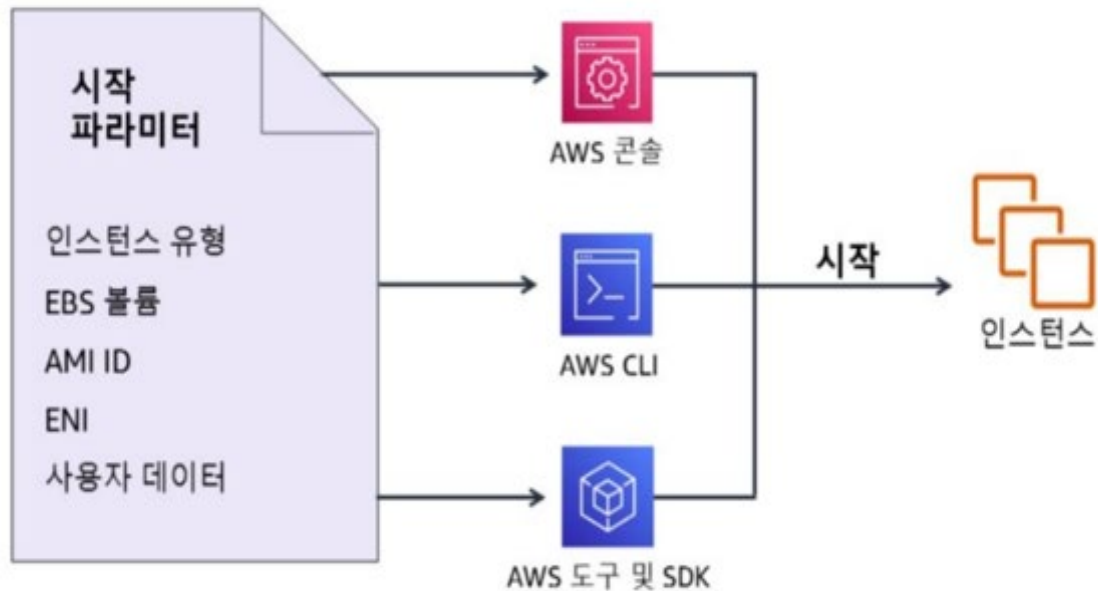 시작
파라미터
인스턴스 유형
EBS 볼륨
AMI ID
ENI
사용자 데이터
AWS 콘솔
AWS CLI
AWS 도구 및 SDK
시작
인스턴스